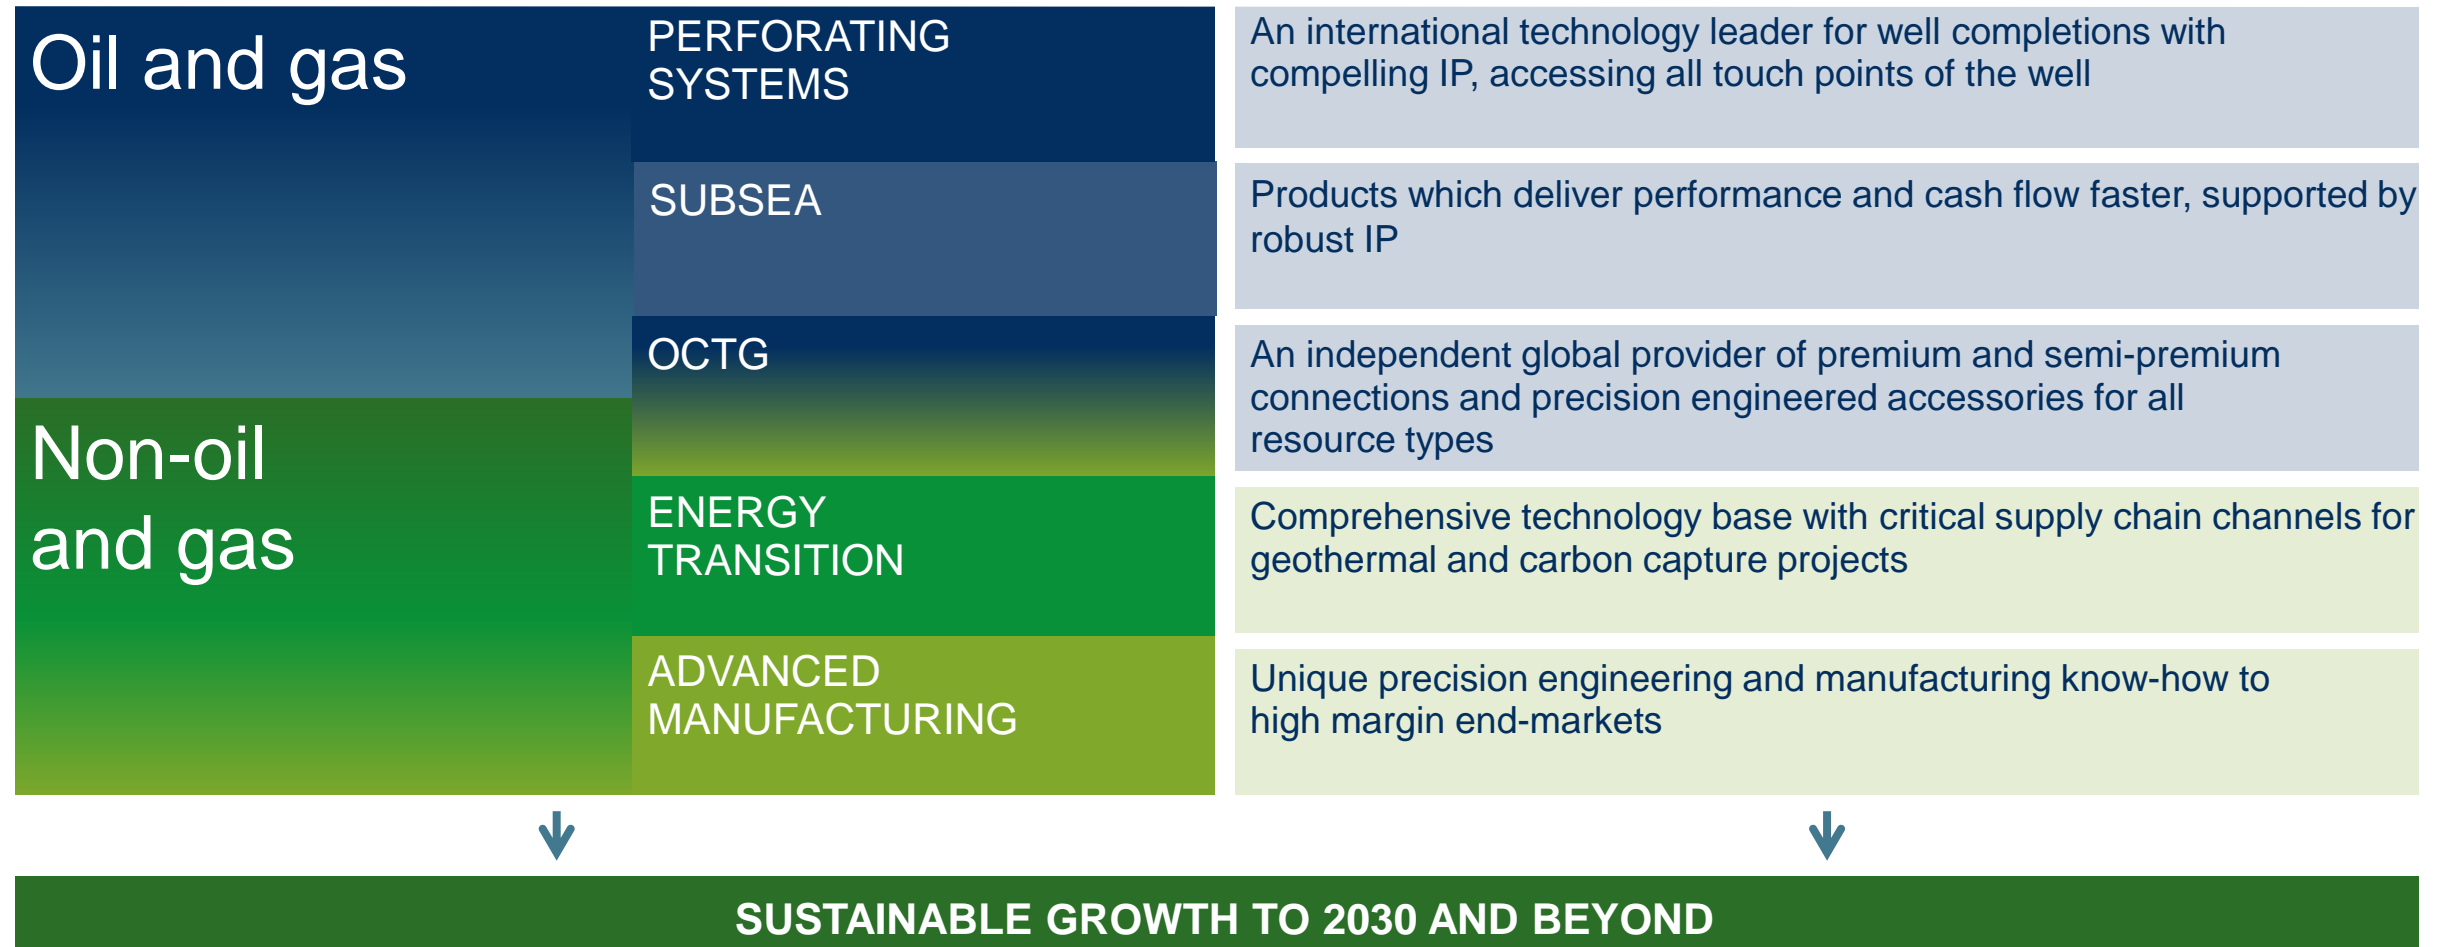 Oil and gas
PERFORATING
SYSTEMS
An international technology leader for well completions with
compelling IP, accessing all touch points of the well
SUBSEA
Products which deliver performance and cash flow faster, supported by
robust IP
OCTG
An independent global provider of premium and semi-premium
connections and precision engineered accessories for all
resource types
Non-oil
and gas
ENERGY
TRANSITION
Comprehensive technology base with critical supply chain channels for
geothermal and carbon capture projects
ADVANCED
MANUFACTURING
Unique precision engineering and manufacturing know-how to
high margin end-markets
SUSTAINABLE GROWTH TO 2030 AND BEYOND